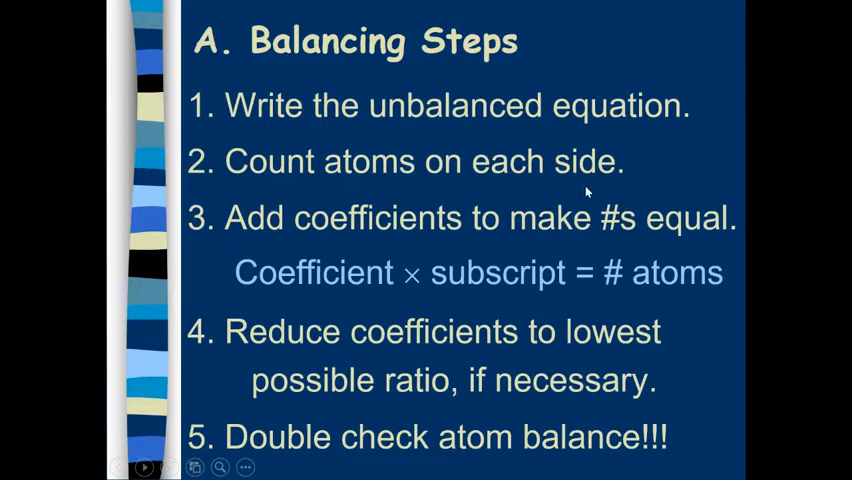 A. Balancing Steps
1. Write the unbalanced equation.
2. Count atoms on each side.
3. Add coefficients to make #s equal.
Coefficient × subscript = # atoms
4. Reduce coefficients to lowest
possible ratio, if necessary.
5. Double check atom balance!!!